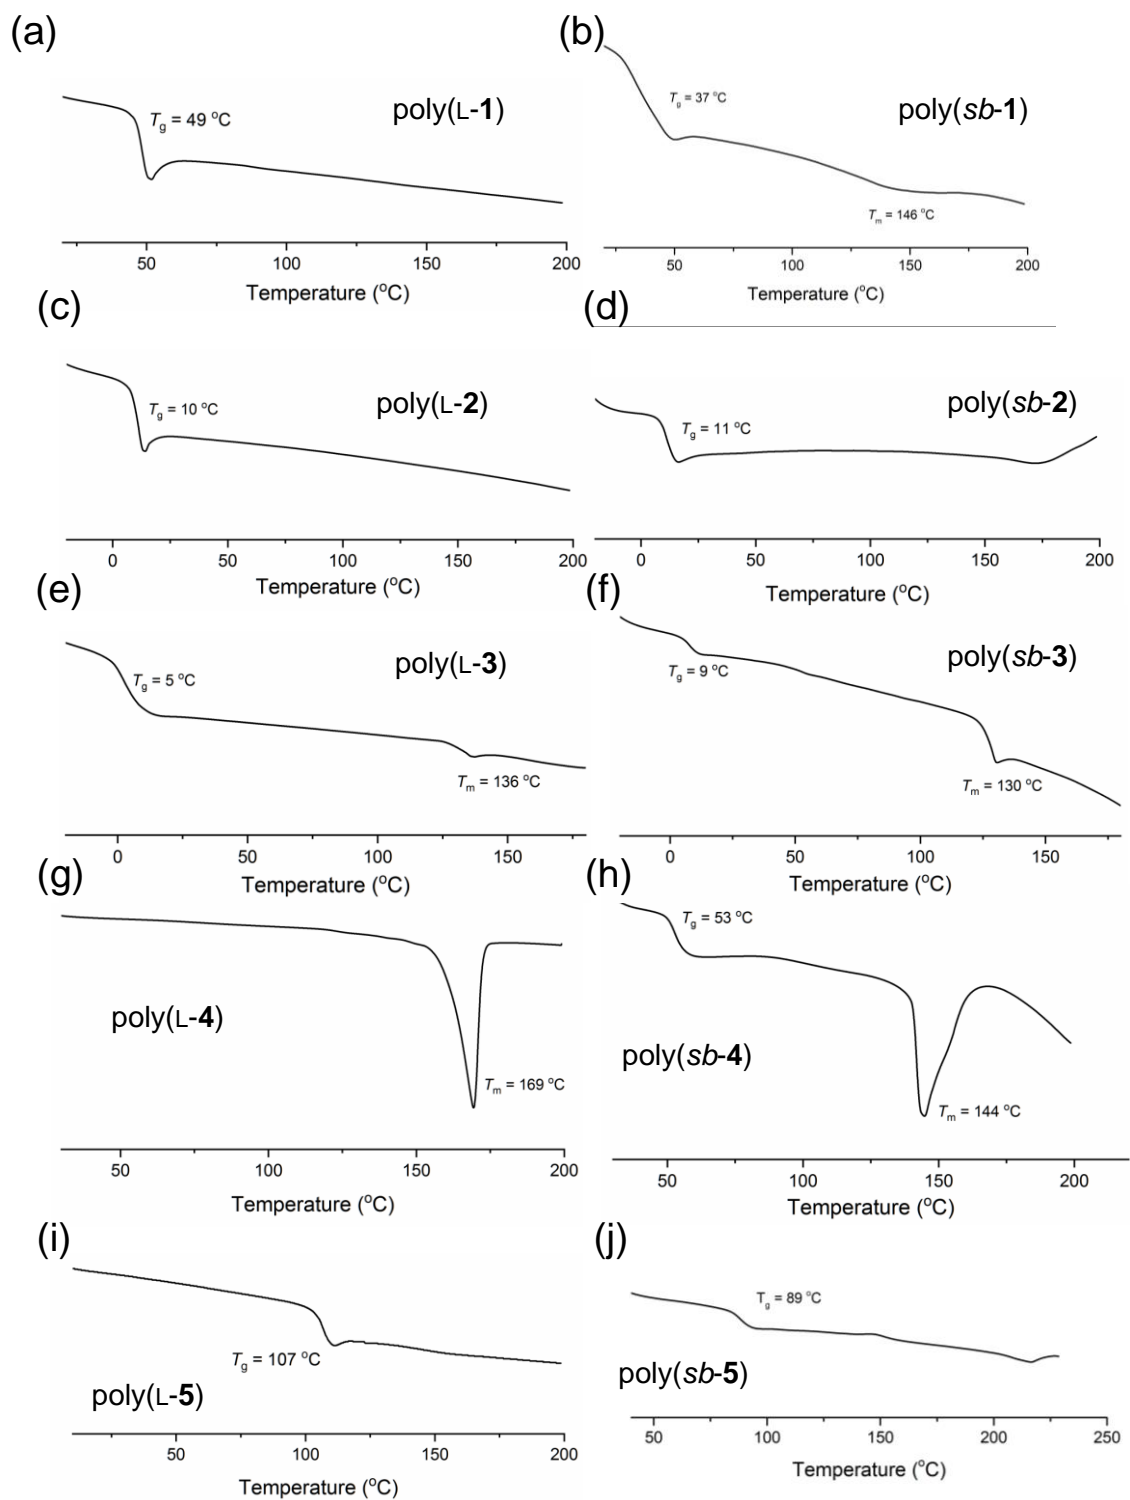 (a)
(b)
poly(L-1)
poly(sb-1)
Tg = 49 °C
Tg = 37 °C
Tm = 146 °C
50 100 150 200
50 100 150 200
Temperature (°C)
Temperature (°C)
(c)
(d)
poly(L-2)
poly(sb-2)
Tg = 10 °C
Tg = 11 °C
0 50 100 150 200
0 50 100 150 200
Temperature (°C)
Temperature (°C)
(e)
(f)
poly(L-3)
poly(sb-3)
Tg = 5 °C
Tg = 9 °C
Tm = 136 °C
Tm = 130 °C
0 50 100 150
0 50 100 150
Temperature (°C)
Temperature (°C)
(g)
(h)
Tg = 53 °C
poly(L-4)
poly(sb-4)
Tm = 169 °C
Tm = 144 °C
50 100 150 200
50 100 150 200
Temperature (°C)
Temperature (°C)
(i)
(j)
Tg = 89 °C
Tg = 107 °C
poly(L-5)
poly(sb-5)
50 100 150 200
50 100 150 200 250
Temperature (°C)
Temperature (°C)